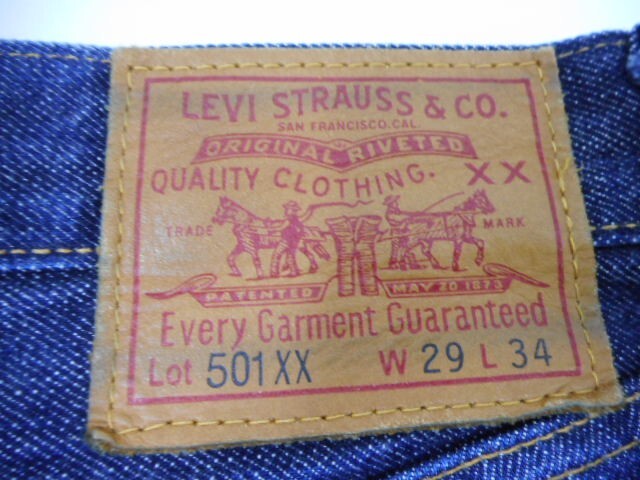 LEVI STRAUSS & CO.
SAN FRANCISCO.CAL.
ORIGINAL RIVETED
QUALITY CLOTHING. XX
TRADE MARK
PATENTED MAY 20 1873
Every Garment Guaranteed
Lot 501XX W 29 L 34